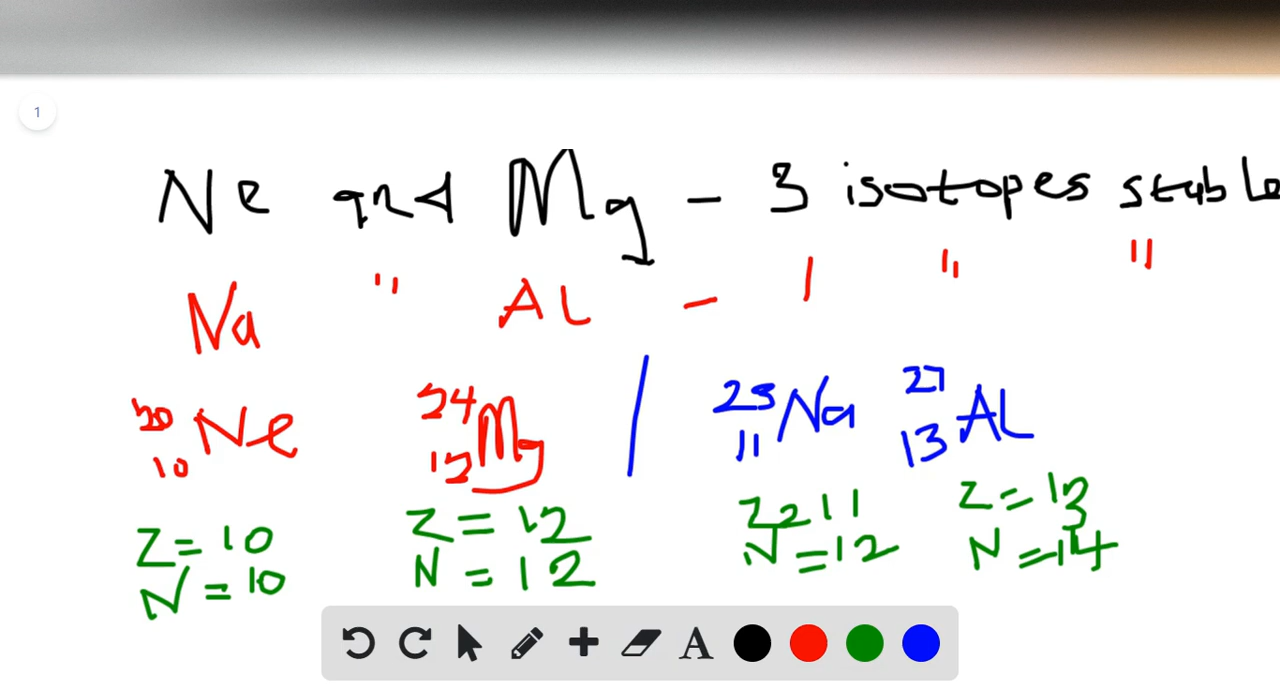 1
Ne and Mg - 3 isotopes stable
Na " AL - 1 " "
20 10 Ne 24 12 Mg | 23 11 Na 27 13 AL
Z=10 Z=12 Z=11 Z=13
N=10 N=12 N=12 N=14
A